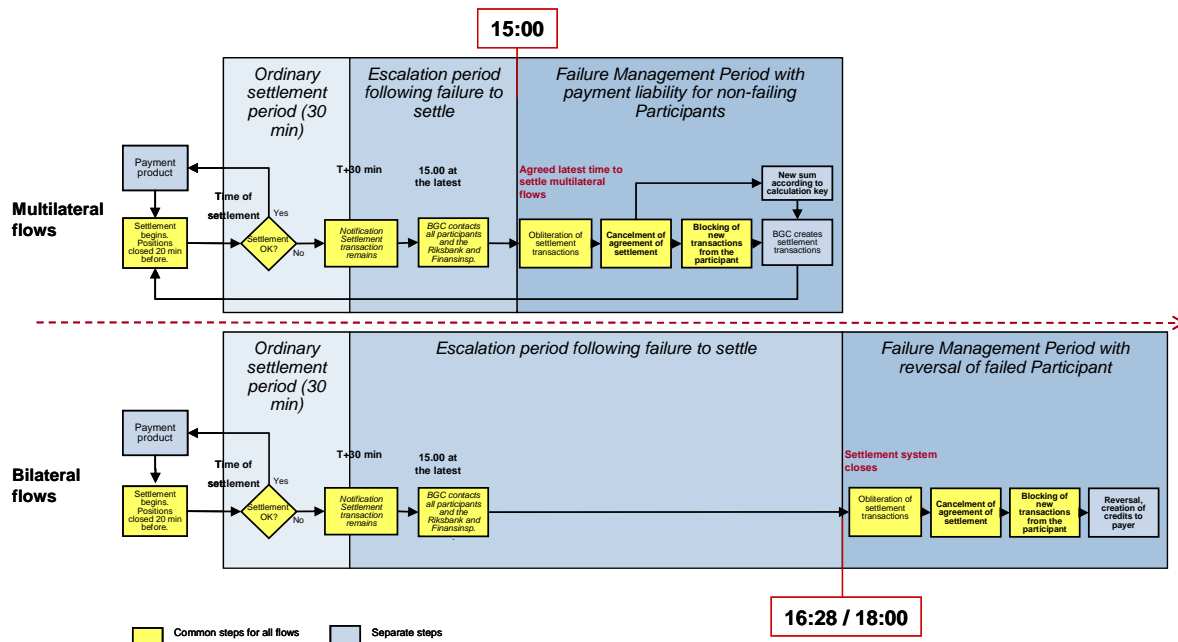 15:00
Ordinary
settlement
period (30
min)
Escalation period
following failure to
settle
Failure Management Period with
payment liability for non-failing
Participants
Multilateral
flows
Payment
product
Time of
settlement
Yes
T+30 min
15.00 at
the latest
Agreed latest time to
settle multilateral
flows
New sum
according to
calculation key
Settlement
begins.
Positions
closed 20 min
before.
Settlement
OK?
No
Notification
Settlement
transaction
remains
BGC contacts
all participants
and the
Riksbank and
Finansinsp.
Obliteration of
settlement
transactions
Cancelment of
agreement of
settlement
Blocking of
new
transactions
from the
participant
BGC creates
settlement
transactions
Ordinary
settlement
period (30
min)
Escalation period following failure to settle
Failure Management Period with
reversal of failed Participant
Bilateral
flows
Payment
product
Time of
settlement
Yes
T+30 min
15.00 at
the latest
Settlement system
closes
Settlement
begins.
Positions
closed 20 min
before.
Settlement
OK?
No
Notification
Settlement
transaction
remains
BGC contacts
all participants
and the
Riksbank and
Finansinsp.
.
Obliteration of
settlement
transactions
Cancelment of
agreement of
settlement
Blocking of
new
transactions
from the
participant
Reversal,
creation of
credits to
payer
16:28 / 18:00
Common steps for all flows
Separate steps